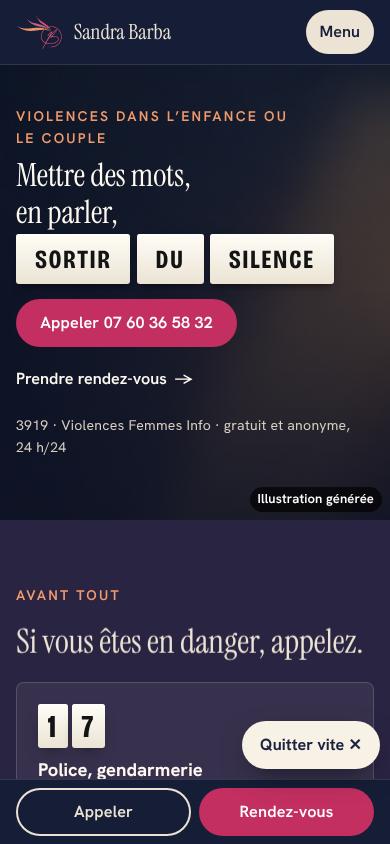 Sandra Barba
Menu
VIOLENCES DANS L’ENFANCE OU
LE COUPLE
Mettre des mots,
en parler,
SORTIR DU SILENCE
Appeler 07 60 36 58 32
Prendre rendez-vous →
3919 · Violences Femmes Info · gratuit et anonyme,
24 h/24
Illustration générée
AVANT TOUT
Si vous êtes en danger, appelez.
17
Quitter vite ✕
Police, gendarmerie
Appeler
Rendez-vous